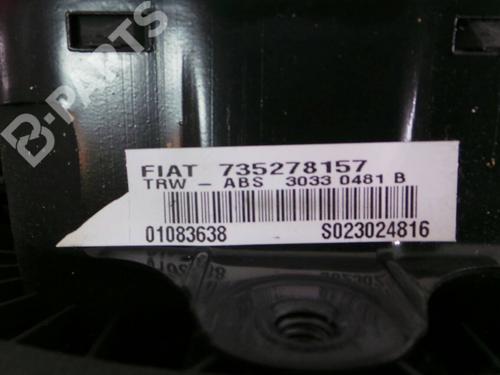 B-PARTS
FIAT 735278157
TRW - ABS 3033 0481 B
01083638 S023024816